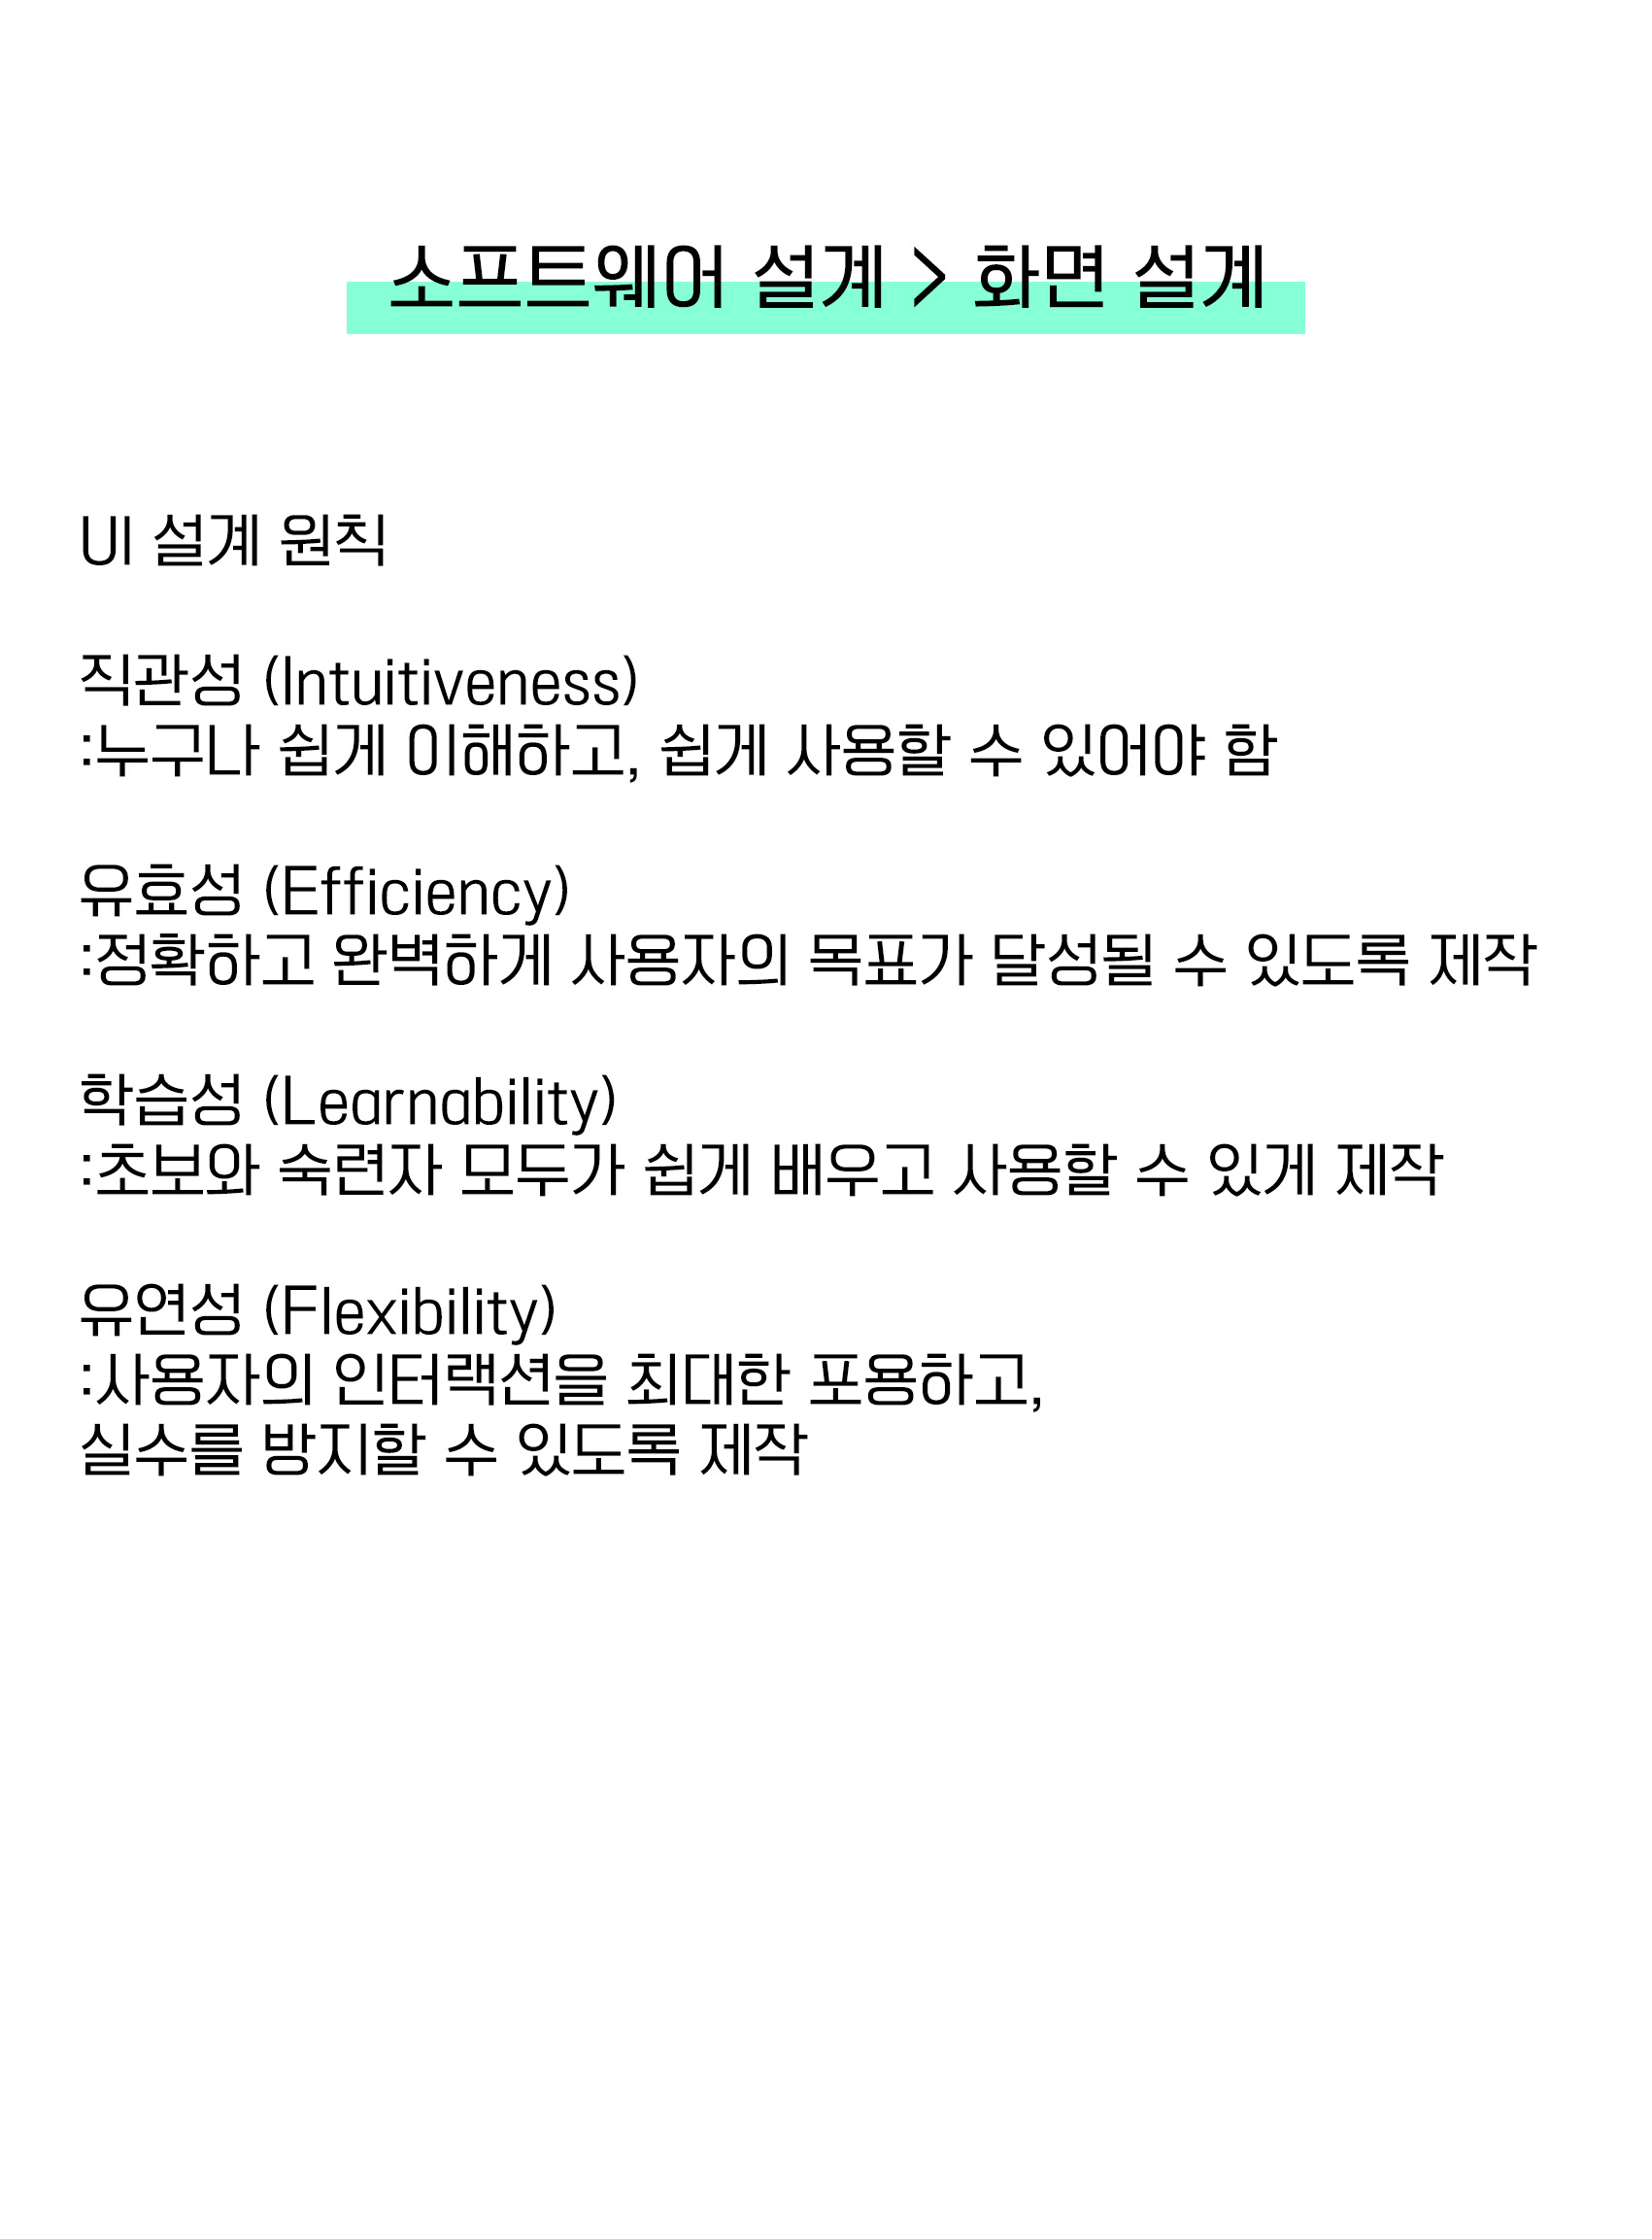 소프트웨어 설계 > 화면 설계
UI 설계 원칙
직관성 (Intuitiveness)
:누구나 쉽게 이해하고, 쉽게 사용할 수 있어야 함
유효성 (Efficiency)
:정확하고 완벽하게 사용자의 목표가 달성될 수 있도록 제작
학습성 (Learnability)
:초보와 숙련자 모두가 쉽게 배우고 사용할 수 있게 제작
유연성 (Flexibility)
:사용자의 인터랙션을 최대한 포용하고,
실수를 방지할 수 있도록 제작